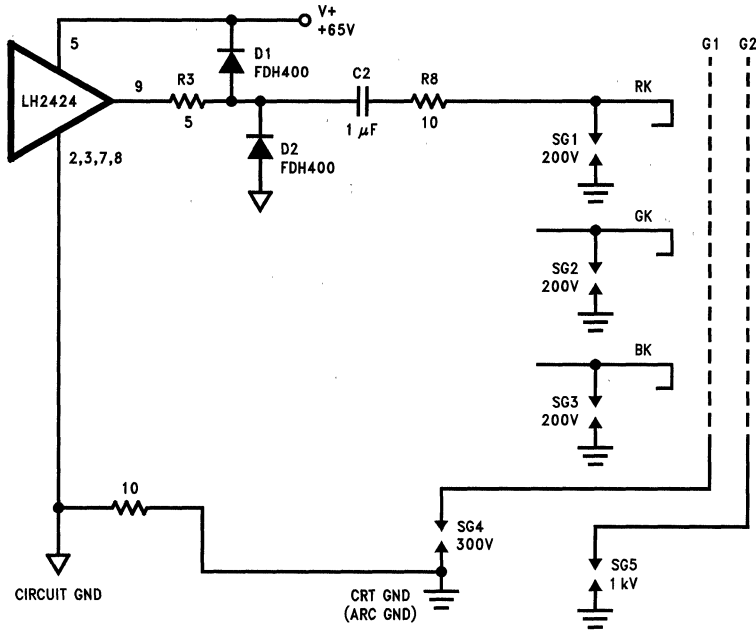 V+
+65V
G1
G2
5
D1
FDH400
LH2424
9
R3
5
C2
1 μF
R8
10
RK
2,3,7,8
D2
FDH400
SG1
200V
GK
SG2
200V
BK
SG3
200V
10
SG4
300V
SG5
1 kV
CIRCUIT GND
CRT GND
(ARC GND)